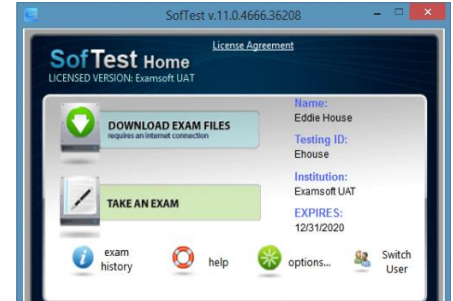 SofTest v.11.0.4666.36208
License Agreement
SofTest Home
LICENSED VERSION: Examsoft UAT
DOWNLOAD EXAM FILES
requires an internet connection
TAKE AN EXAM
Name:
Eddie House
Testing ID:
Ehouse
Institution:
Examsoft UAT
EXPIRES:
12/31/2020
exam
history
help
options...
Switch
User